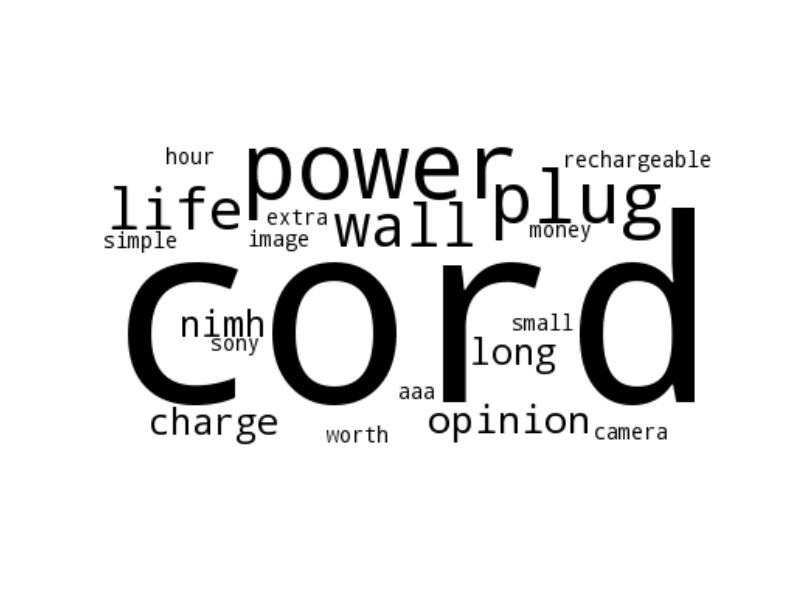 hour
power
rechargeable
life
extra
wall
plug
simple
image
money
cord
nimh
sony
small
long
aaa
charge
worth
opinion
camera